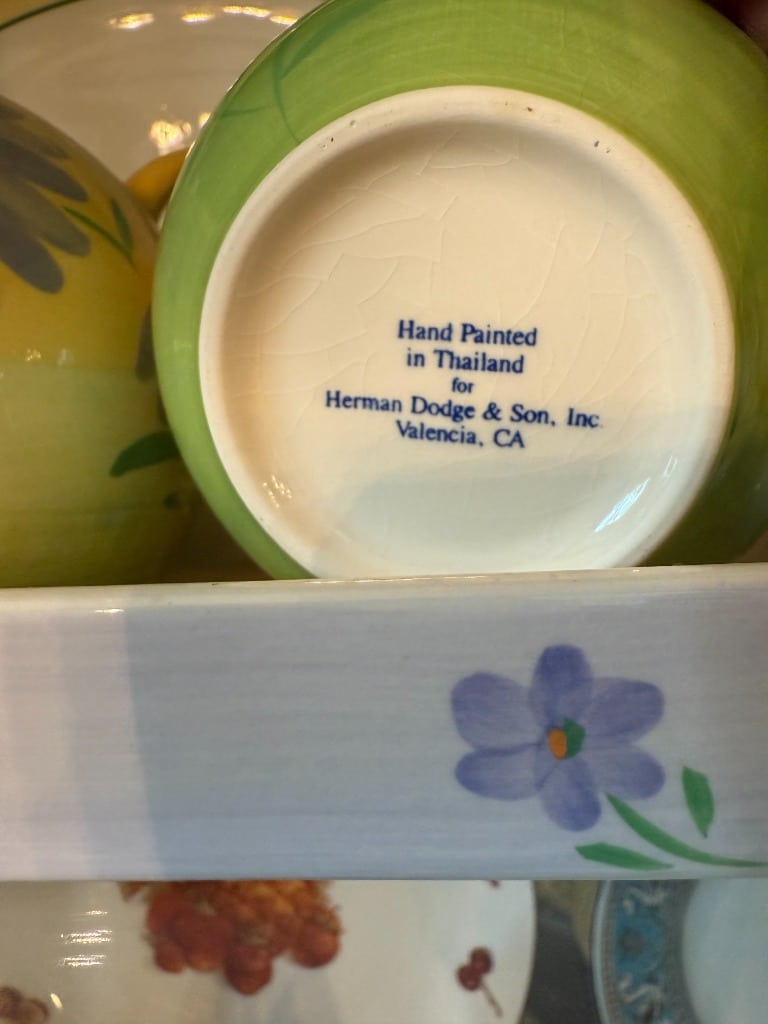 Hand Painted
in Thailand
for
Herman Dodge & Son, Inc.
Valencia, CA